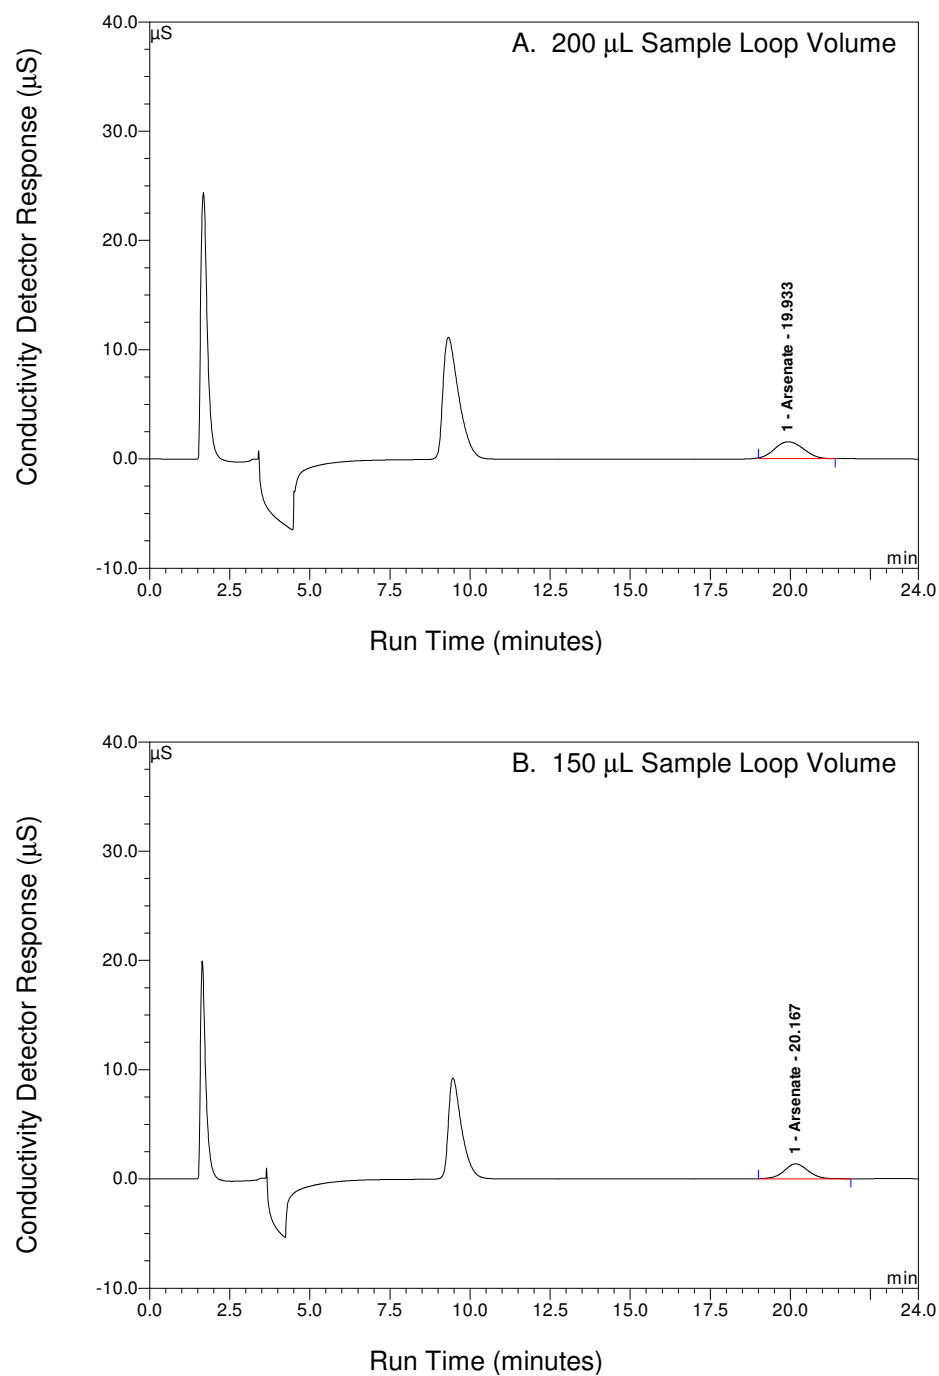 40.0
µS
A. 200 µL Sample Loop Volume
30.0
20.0
10.0
0.0
-10.0
Conductivity Detector Response (µS)
1 - Arsenate - 19.933
min
0.0 2.5 5.0 7.5 10.0 12.5 15.0 17.5 20.0 24.0
Run Time (minutes)
40.0
µS
B. 150 µL Sample Loop Volume
30.0
20.0
10.0
0.0
-10.0
Conductivity Detector Response (µS)
1 - Arsenate - 20.167
min
0.0 2.5 5.0 7.5 10.0 12.5 15.0 17.5 20.0 24.0
Run Time (minutes)